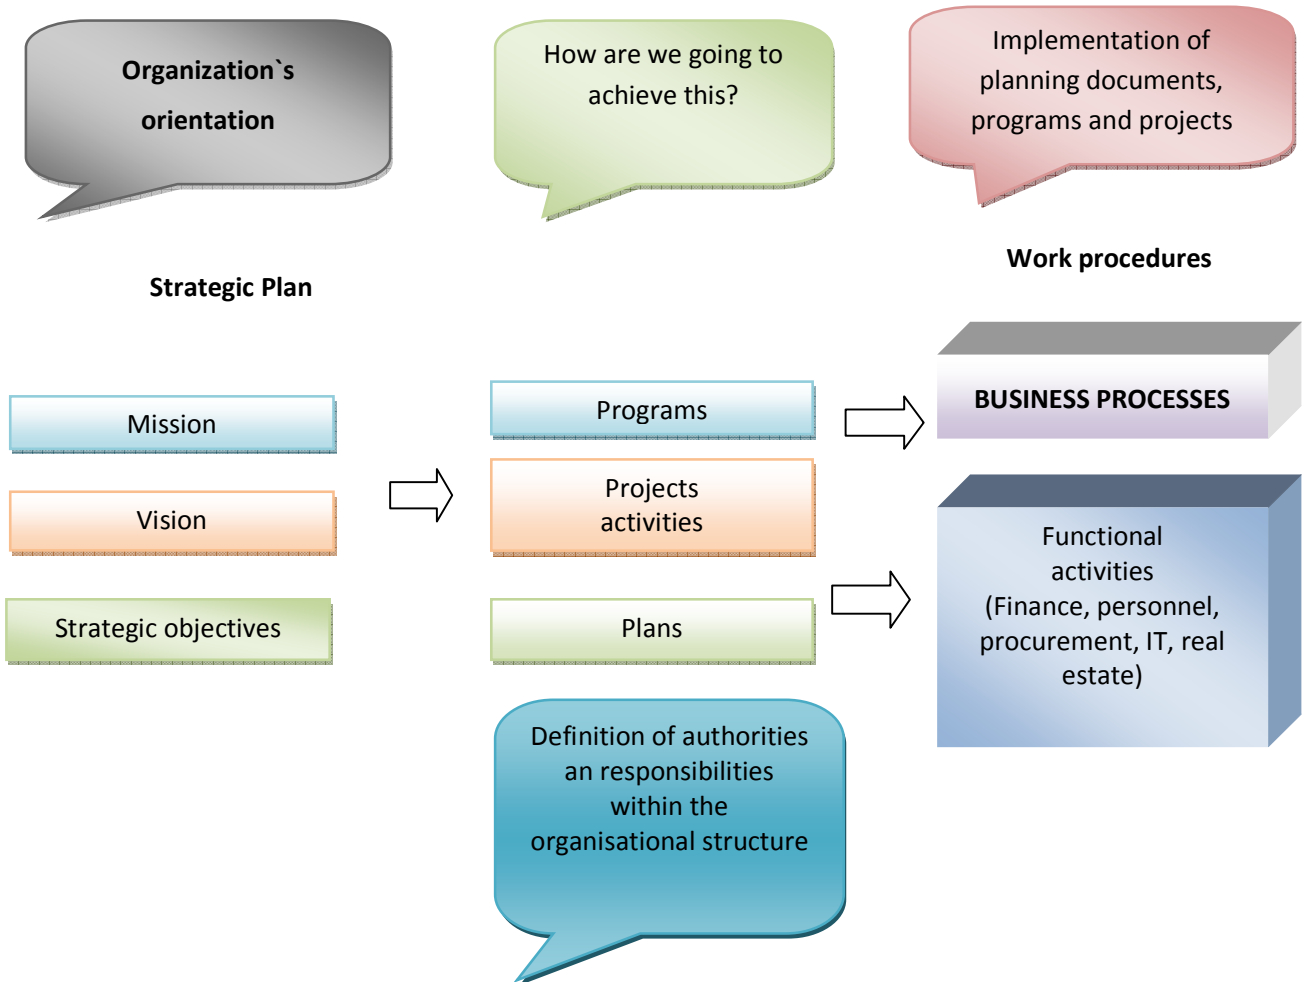 Organization`s
orientation
How are we going to
achieve this?
Implementation of
planning documents,
programs and projects
Strategic Plan
Work procedures
Mission
Vision
Strategic objectives
Programs
Projects
activities
Plans
BUSINESS PROCESSES
Functional
activities
(Finance, personnel,
procurement, IT, real
estate)
Definition of authorities
an responsibilities
within the
organisational structure